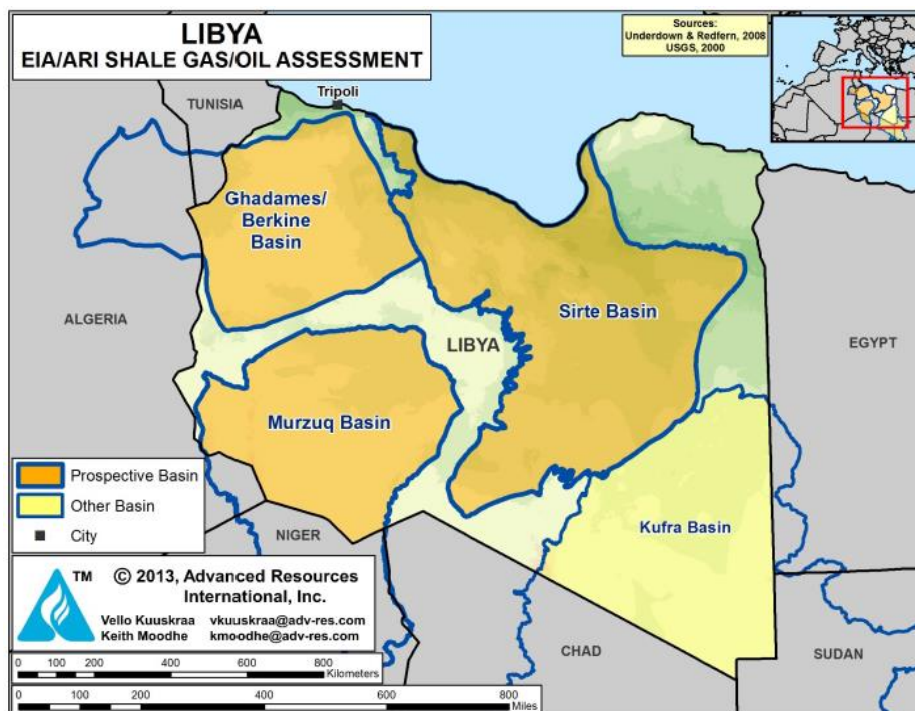 LIBYA
EIA/ARI SHALE GAS/OIL ASSESSMENT
Sources:
Underdown & Redfern, 2008
USGS, 2000
Tripoli
TUNISIA
Ghadames/
Berkine
Basin
ALGERIA
Sirte Basin
LIBYA
EGYPT
Murzuq Basin
Prospective Basin
Other Basin
City
NIGER
Kufra Basin
CHAD
SUDAN
TM
© 2013, Advanced Resources
International, Inc.
Vello Kuuskraa vkuuskraa@adv-res.com
Keith Moodhe kmoodhe@adv-res.com
0 100 200 400 600 800
Kilometers
0 100 200 400 600 800
Miles